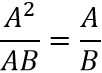 A²/AB = A/B